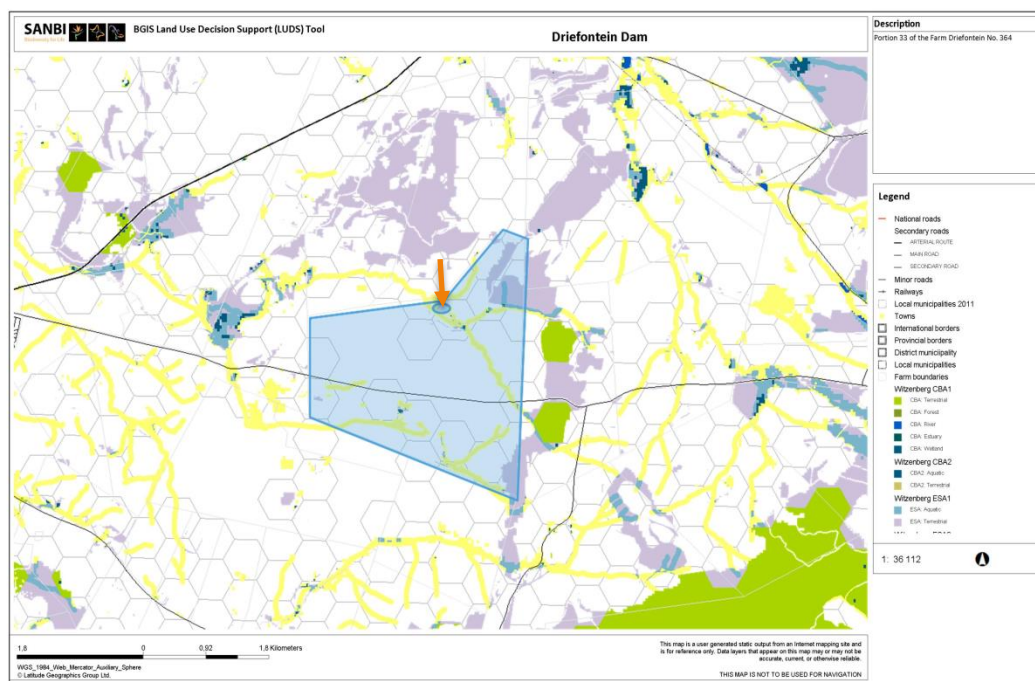 SANBI
Biodiversity for Life
BGIS Land Use Decision Support (LUDS) Tool
Driefontein Dam
Description
Portion 33 of the Farm Driefontein No. 364
Legend
National roads
Secondary roads
ARTERIAL ROUTE
MAIN ROAD
SECONDARY ROAD
Minor roads
Railways
Local municipalities 2011
Towns
International borders
Provincial borders
District municipality
Local municipalities
Farm boundaries
Witzenberg CBA1
CBA: Terrestrial
CBA: Forest
CBA: River
CBA: Estuary
CBA: Wetland
Witzenberg CBA2
CBA2: Aquatic
CBA2: Terrestrial
Witzenberg ESA1
ESA: Aquatic
ESA: Terrestrial
1: 36 112
1,8 0 0,92 1,8 Kilometers
WGS_1984_Web_Mercator_Auxiliary_Sphere
© Latitude Geographics Group Ltd.
This map is a user generated static output from an Internet mapping site and
is for reference only. Data layers that appear on this map may or may not be
accurate, current, or otherwise reliable.
THIS MAP IS NOT TO BE USED FOR NAVIGATION